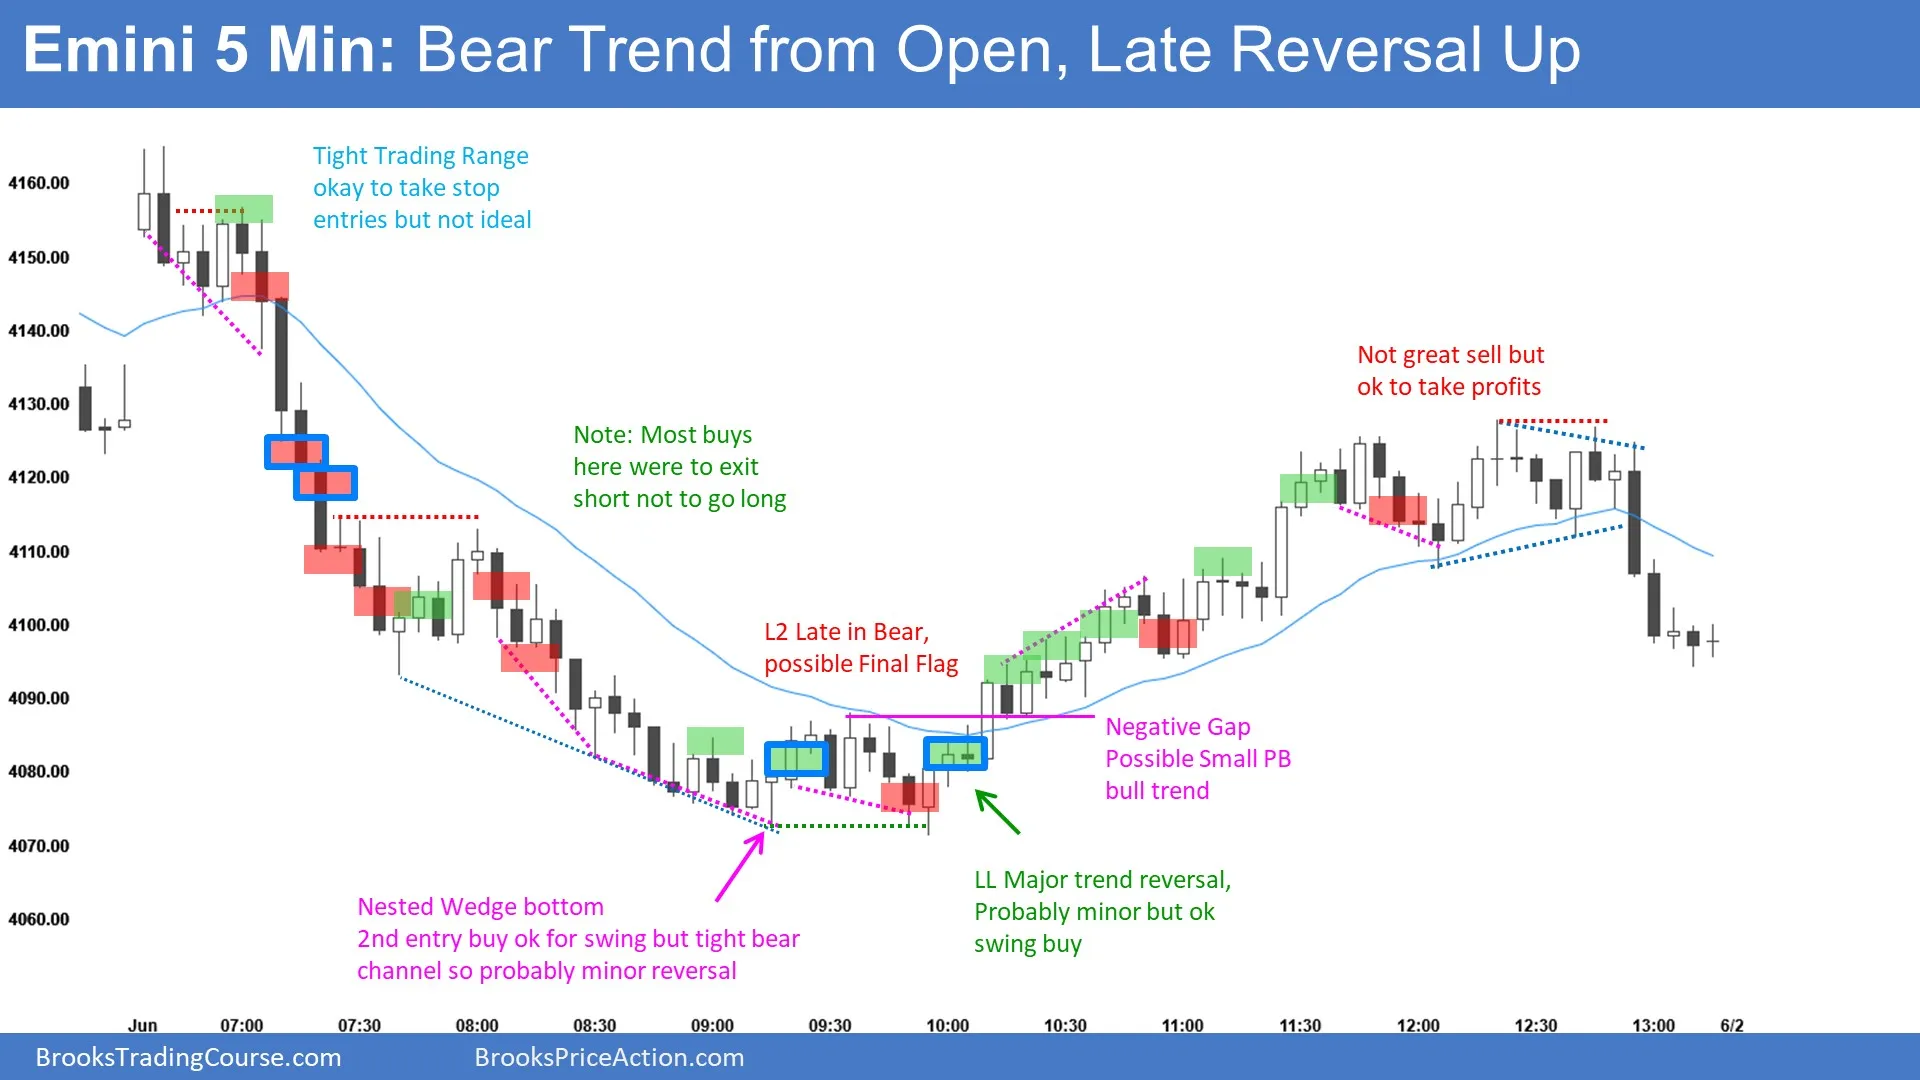 Emini 5 Min: Bear Trend from Open, Late Reversal Up
Tight Trading Range
okay to take stop
entries but not ideal
Note: Most buys
here were to exit
short not to go long
Not great sell but
ok to take profits
L2 Late in Bear,
possible Final Flag
Negative Gap
Possible Small PB
bull trend
LL Major trend reversal,
Probably minor but ok
swing buy
Nested Wedge bottom
2nd entry buy ok for swing but tight bear
channel so probably minor reversal
4160.00
4150.00
4140.00
4130.00
4120.00
4110.00
4100.00
4090.00
4080.00
4070.00
4060.00
Jun 07:00 07:30 08:00 08:30 09:00 09:30 10:00 10:30 11:00 11:30 12:00 12:30 13:00 6/2
BrooksTradingCourse.com BrooksPriceAction.com